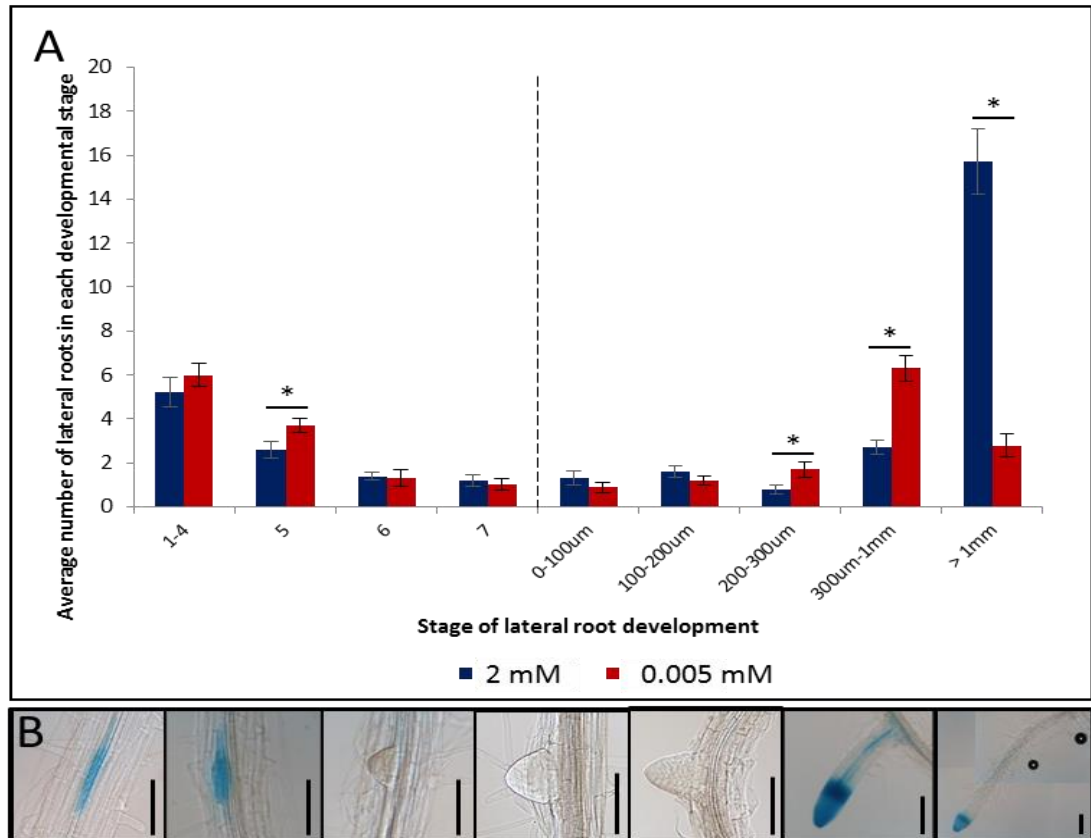 A
Average number of lateral roots in each developmental stage
20
18
16
14
12
10
8
6
4
2
0
*
*
*
*
1-4
5
6
7
0-100um
100-200um
200-300um
300um-1mm
> 1mm
Stage of lateral root development
2 mM
0.005 mM
B